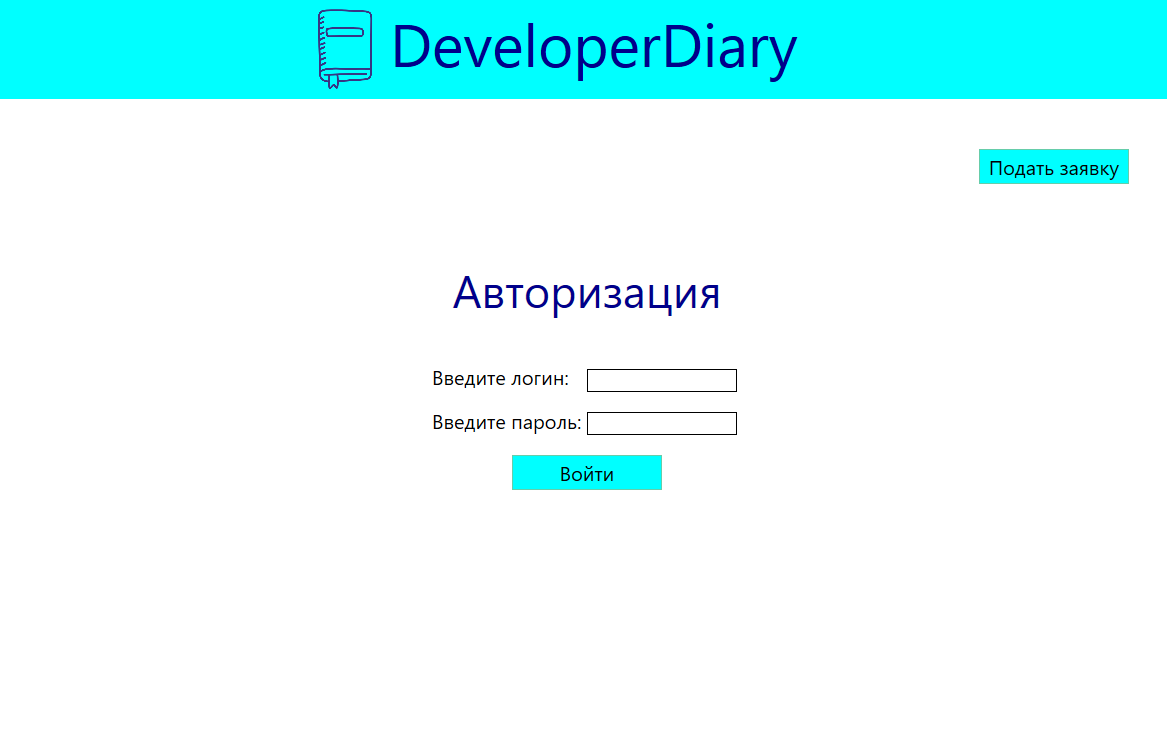 DeveloperDiary
Подать заявку
Авторизация
Введите логин:
Введите пароль:
Войти